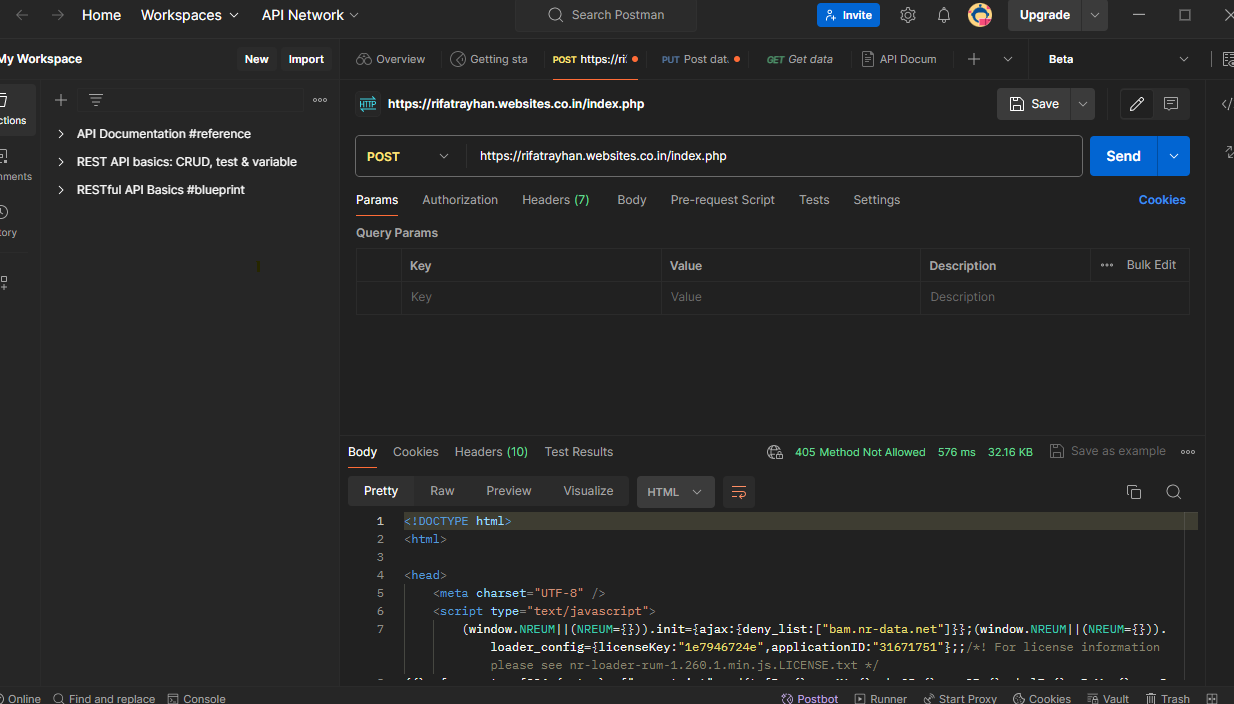 Home Workspaces API Network Search Postman Invite Upgrade
My Workspace New Import Overview Getting sta POST https://ri PUT Post dat. GET Get data API Docum Beta
https://rifatrayhan.websites.co.in/index.php Save
API Documentation #reference
REST API basics: CRUD, test & variable
RESTful API Basics #blueprint
POST https://rifatrayhan.websites.co.in/index.php Send
Params Authorization Headers (7) Body Pre-request Script Tests Settings Cookies
Query Params
Key Value Description Bulk Edit
Key Value Description
Body Cookies Headers (10) Test Results 405 Method Not Allowed 576 ms 32.16 KB Save as example
Pretty Raw Preview Visualize HTML
1 <!DOCTYPE html>
2 <html>
3
4 <head>
5 <meta charset="UTF-8" />
6 <script type="text/javascript">
7 (window.NREUM||(NREUM={})).init={ajax:{deny_list:["bam.nr-data.net"]}};(window.NREUM||(NREUM={})).
loader_config={licenseKey:"1e7946724e",applicationID:"31671751"};;/*! For license information
please see nr-loader-rum-1.260.1.min.js.LICENSE.txt */
Online Find and replace Console Postbot Runner Start Proxy Cookies Vault Trash